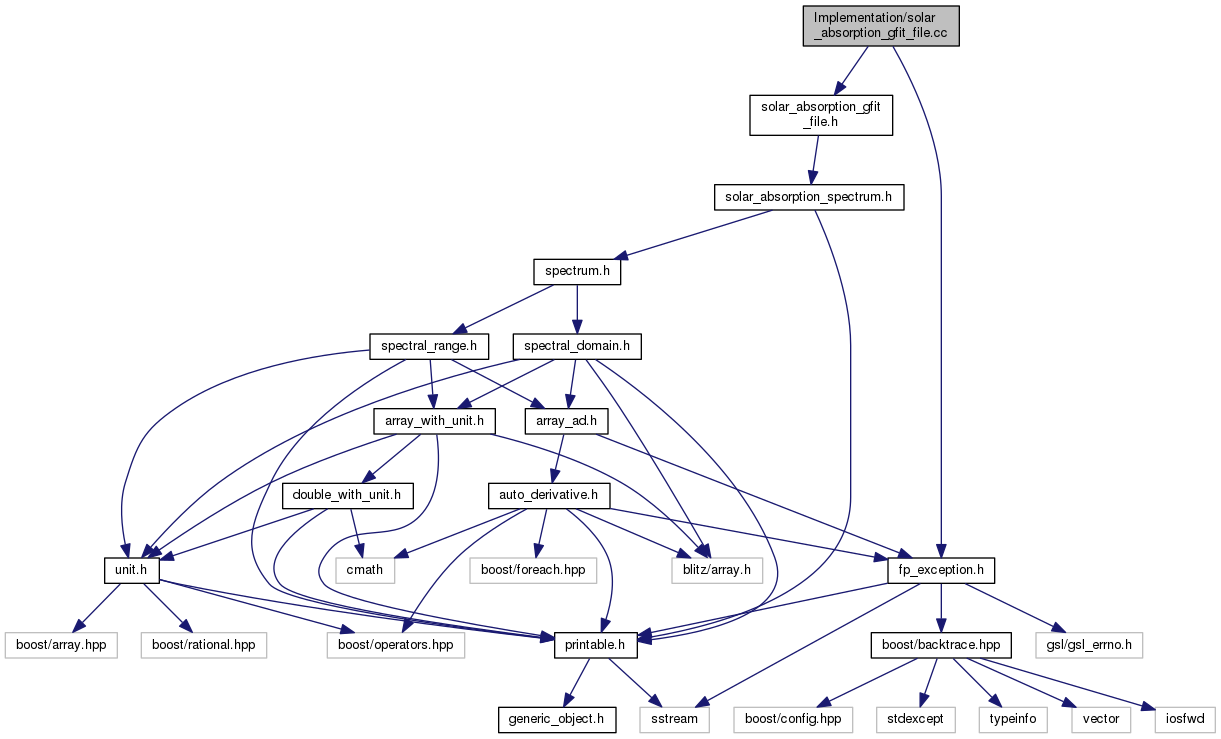 Implementation/solar
_absorption_gfit_file.cc
solar_absorption_gfit
_file.h
solar_absorption_spectrum.h
spectrum.h
spectral_range.h
spectral_domain.h
array_with_unit.h
array_ad.h
double_with_unit.h
auto_derivative.h
unit.h
cmath
boost/foreach.hpp
blitz/array.h
fp_exception.h
boost/array.hpp
boost/rational.hpp
boost/operators.hpp
printable.h
boost/backtrace.hpp
gsl/gsl_errno.h
generic_object.h
sstream
boost/config.hpp
stdexcept
typeinfo
vector
iosfwd